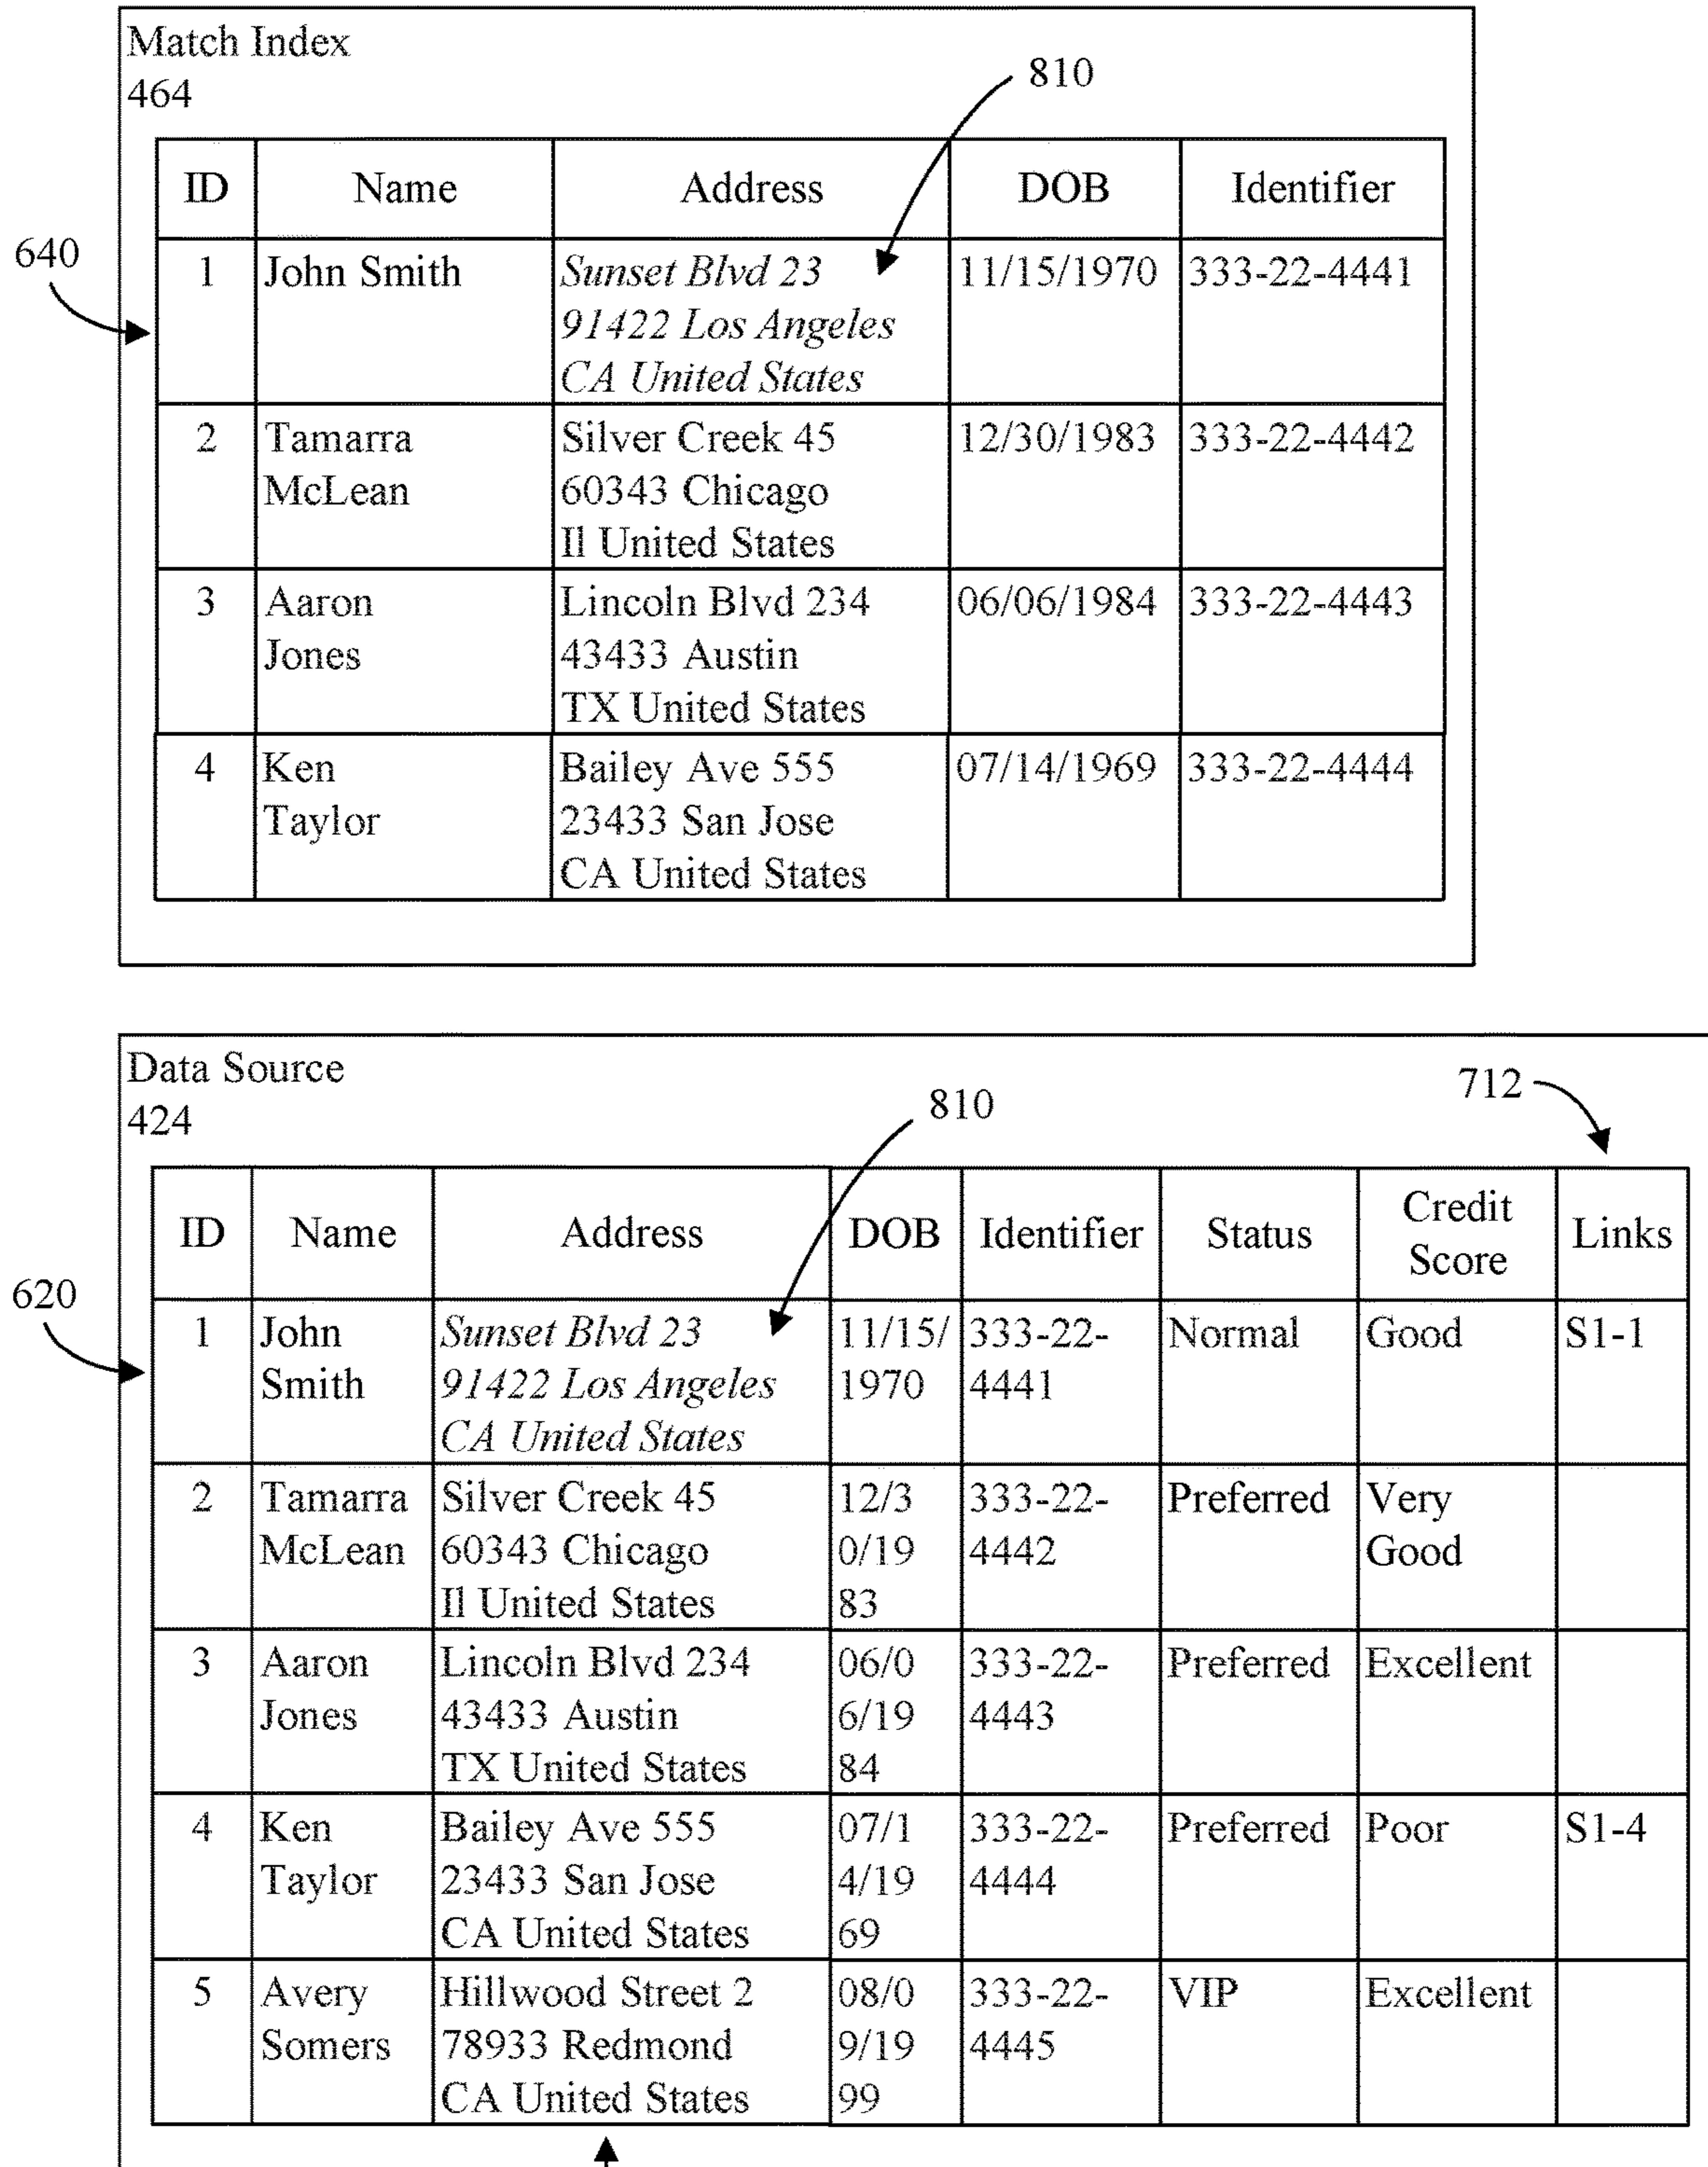 Match Index
464
810
ID Name Address DOB Identifier
640
1 John Smith Sunset Blvd 23 11/15/1970 333-22-4441
91422 Los Angeles
CA United States
2 Tamarra Silver Creek 45 12/30/1983 333-22-4442
McLean 60343 Chicago
Il United States
3 Aaron Lincoln Blvd 234 06/06/1984 333-22-4443
Jones 43433 Austin
TX United States
4 Ken Bailey Ave 555 07/14/1969 333-22-4444
Taylor 23433 San Jose
CA United States
Data Source
424
810
712
ID Name Address DOB Identifier Status Credit Score Links
620
1 John Sunset Blvd 23 11/15/ 333-22- Normal Good S1-1
Smith 91422 Los Angeles 1970 4441
CA United States
2 Tamarra Silver Creek 45 12/3 333-22- Preferred Very
McLean 60343 Chicago 0/19 4442 Good
Il United States 83
3 Aaron Lincoln Blvd 234 06/0 333-22- Preferred Excellent
Jones 43433 Austin 6/19 4443
TX United States 84
4 Ken Bailey Ave 555 07/1 333-22- Preferred Poor S1-4
Taylor 23433 San Jose 4/19 4444
CA United States 69
5 Avery Hillwood Street 2 08/0 333-22- VIP Excellent
Somers 78933 Redmond 9/19 4445
CA United States 99